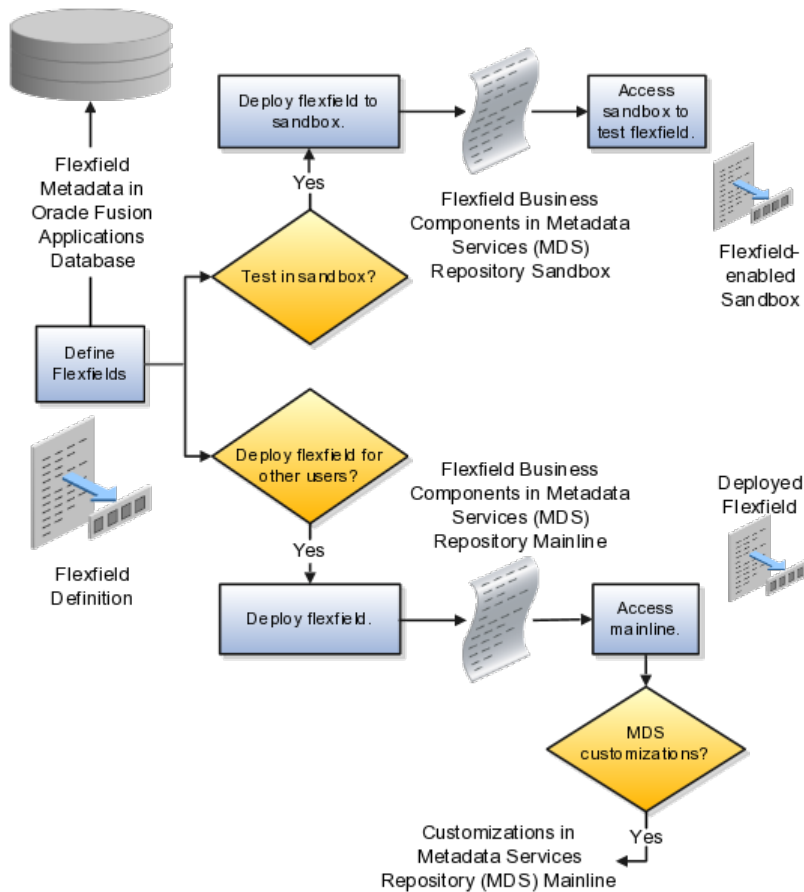 Deploy flexfield to
sandbox.
Access
sandbox to
test flexfield.
Flexfield
Metadata in
Oracle Fusion
Applications
Database
Yes
Flexfield Business
Components in Metadata
Services (MDS)
Repository Sandbox
Flexfield-
enabled
Sandbox
Test in sandbox?
Define
Flexfields
Deploy flexfield for
other users?
Flexfield Business
Components in Metadata
Services (MDS)
Repository Mainline
Deployed
Flexfield
Flexfield
Definition
Yes
Deploy flexfield.
Access
mainline.
MDS
customizations?
Yes
Customizations in
Metadata Services
Repository (MDS) Mainline